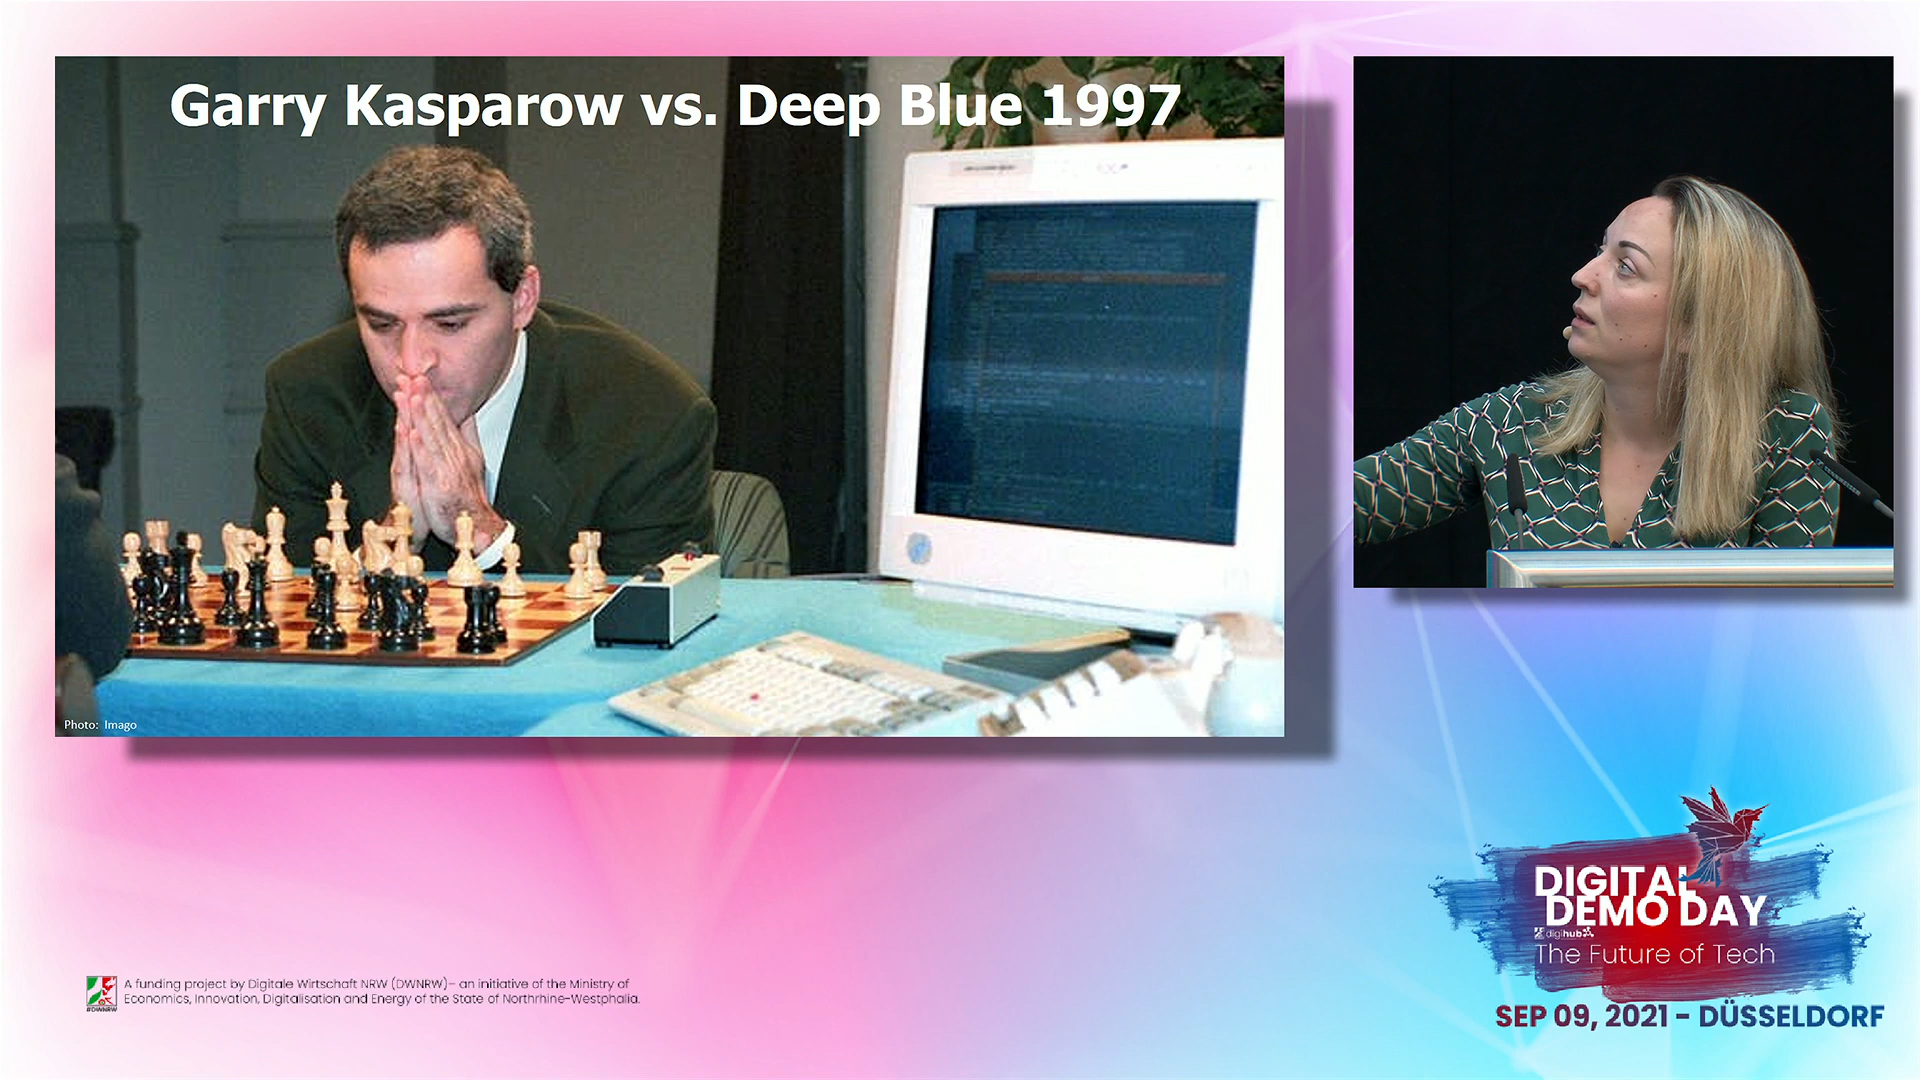 Garry Kasparow vs. Deep Blue 1997
Photo: Imago
DIGITAL
DEMO DAY
digihub
The Future of Tech
SEP 09, 2021 - DÜSSELDORF
A funding project by Digitale Wirtschaft NRW (DWNRW)– an initiative of the Ministry of
Economics, Innovation, Digitalisation and Energy of the State of Northrhine-Westphalia.
#DWNRW